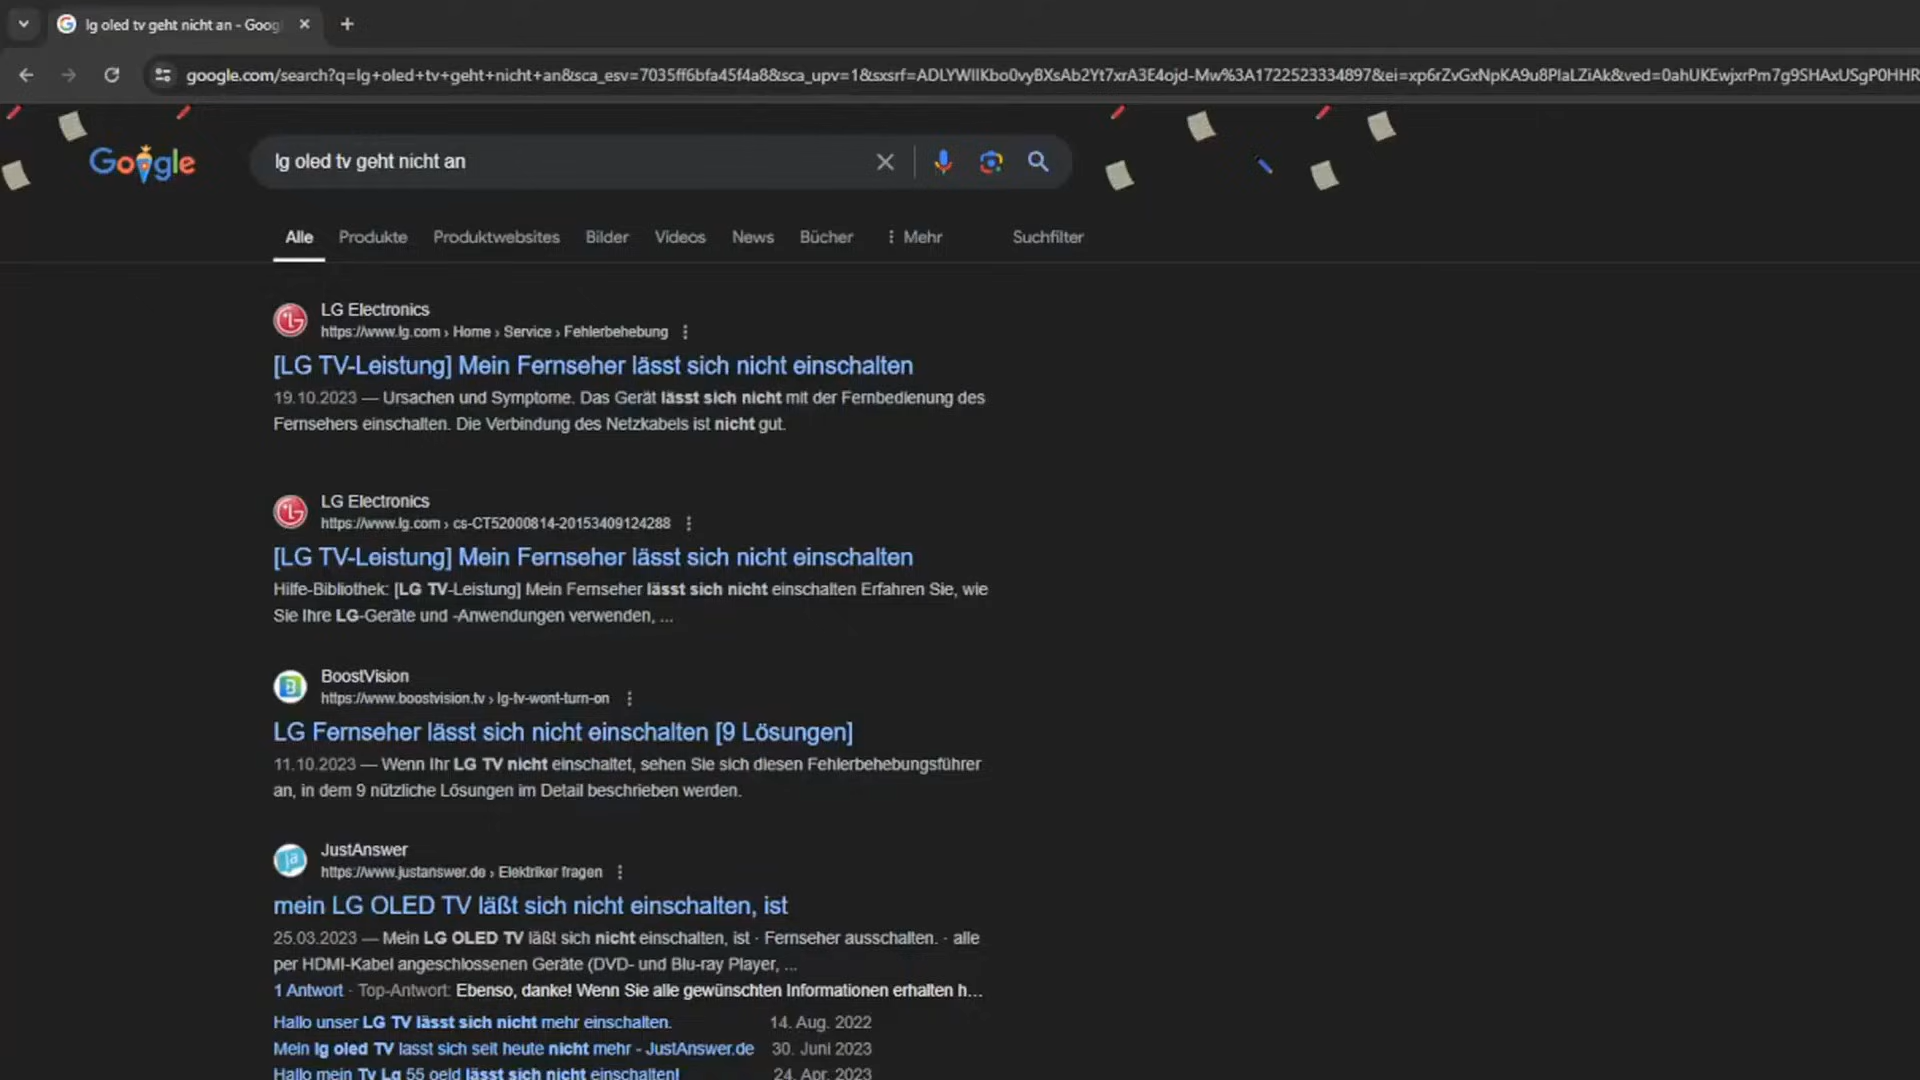 lg oled tv geht nicht an - Goog
google.com/search?q=lg+oled+tv+geht+nicht+an&sca_esv=7035ff6bfa45f4a8&sca_upv=1&sxsrf=ADLYWIIKbo0vyBXsAb2Yt7xrA3E4ojd-Mw%3A1722523334897&ei=xp6rZvGxNpKA9u8PlaLZiAk&ved=0ahUKEwjxrPm7g9SHAxUSgP0HHR
Google
lg oled tv geht nicht an
Alle Produkte Produktwebsites Bilder Videos News Bücher Mehr Suchfilter
LG Electronics
https://www.lg.com › Home › Service › Fehlerbehebung
[LG TV-Leistung] Mein Fernseher lässt sich nicht einschalten
19.10.2023 — Ursachen und Symptome. Das Gerät lässt sich nicht mit der Fernbedienung des
Fernsehers einschalten. Die Verbindung des Netzkabels ist nicht gut.
LG Electronics
https://www.lg.com › cs-CT52000814-20153409124288
[LG TV-Leistung] Mein Fernseher lässt sich nicht einschalten
Hilfe-Bibliothek: [LG TV-Leistung] Mein Fernseher lässt sich nicht einschalten Erfahren Sie, wie
Sie Ihre LG-Geräte und -Anwendungen verwenden, ...
BoostVision
https://www.boostvision.tv › lg-tv-wont-turn-on
LG Fernseher lässt sich nicht einschalten [9 Lösungen]
11.10.2023 — Wenn Ihr LG TV nicht einschaltet, sehen Sie sich diesen Fehlerbehebungsführer
an, in dem 9 nützliche Lösungen im Detail beschrieben werden.
ja
JustAnswer
https://www.justanswer.de › Elektriker fragen
mein LG OLED TV läßt sich nicht einschalten, ist
25.03.2023 — Mein LG OLED TV läßt sich nicht einschalten, ist · Fernseher ausschalten. · alle
per HDMI-Kabel angeschlossenen Geräte (DVD- und Blu-ray Player, ...
1 Antwort · Top-Antwort: Ebenso, danke! Wenn Sie alle gewünschten Informationen erhalten h...
Hallo unser LG TV lässt sich nicht mehr einschalten. 14. Aug. 2022
Mein lg oled TV lasst sich seit heute nicht mehr - JustAnswer.de 30. Juni 2023
Hallo mein Tv Lg 55 oeld lässt sich nicht einschalten! 24. Apr. 2023